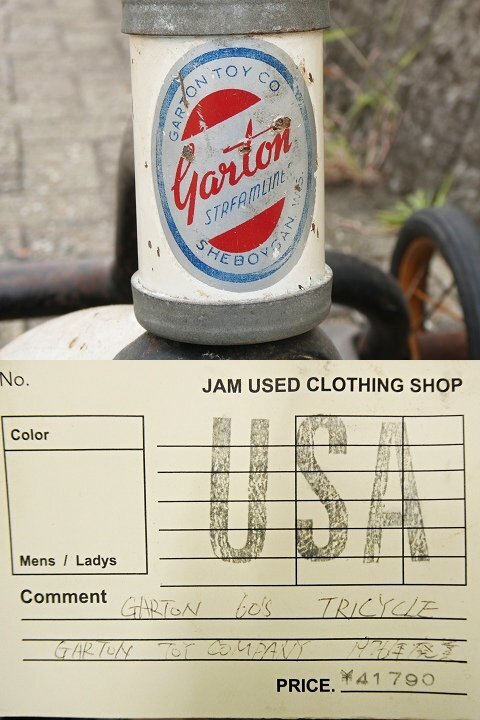 GARTON TOY CO
Garton
STREAMLINE
SHEBOYGAN, WIS.
No.
JAM USED CLOTHING SHOP
Color
USA
Mens / Ladys
Comment
GARTON 60's TRICYCLE
GARTON TOY COMPANY
PRICE. ¥41790